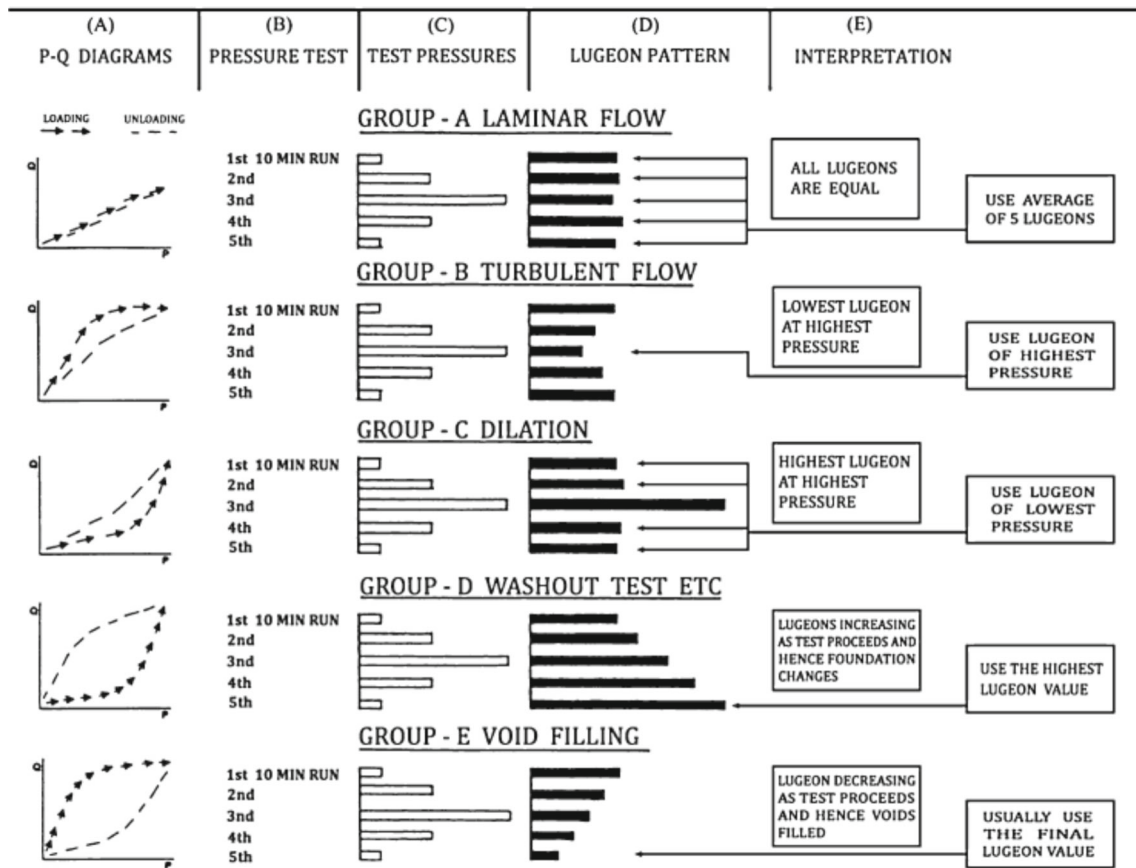 (A) (B) (C) (D) (E)
P-Q DIAGRAMS PRESSURE TEST TEST PRESSURES LUGEON PATTERN INTERPRETATION
LOADING UNLOADING
GROUP - A LAMINAR FLOW
Q
P
1st 10 MIN RUN
2nd
3rd
4th
5th
ALL LUGEONS
ARE EQUAL
USE AVERAGE
OF 5 LUGEONS
GROUP - B TURBULENT FLOW
Q
P
1st 10 MIN RUN
2nd
3rd
4th
5th
LOWEST LUGEON
AT HIGHEST
PRESSURE
USE LUGEON
OF HIGHEST
PRESSURE
GROUP - C DILATION
Q
P
1st 10 MIN RUN
2nd
3rd
4th
5th
HIGHEST LUGEON
AT HIGHEST
PRESSURE
USE LUGEON
OF LOWEST
PRESSURE
GROUP - D WASHOUT TEST ETC
Q
P
1st 10 MIN RUN
2nd
3rd
4th
5th
LUGEONS INCREASING
AS TEST PROCEEDS AND
HENCE FOUNDATION
CHANGES
USE THE HIGHEST
LUGEON VALUE
GROUP - E VOID FILLING
Q
P
1st 10 MIN RUN
2nd
3rd
4th
5th
LUGEON DECREASING
AS TEST PROCEEDS
AND HENCE VOIDS
FILLED
USUALLY USE
THE FINAL
LUGEON VALUE